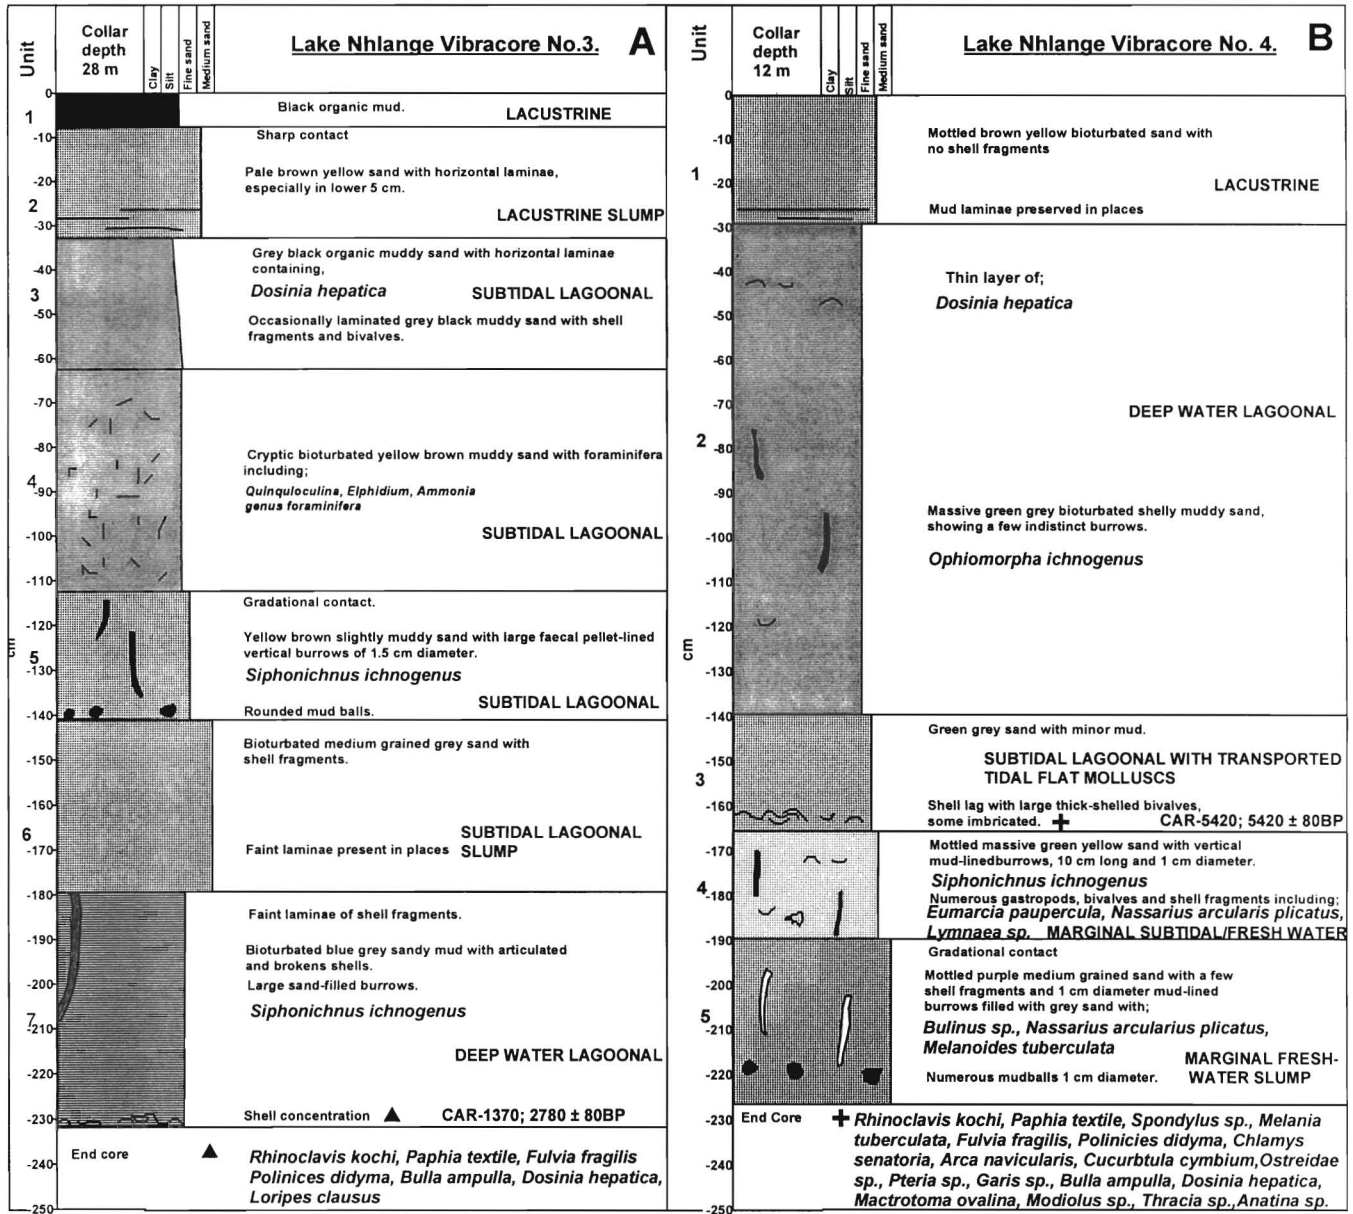 Unit
Collar
depth
28 m
Clay
Silt
Fine sand
Medium sand
Lake Nhlange Vibracore No.3. A
0
1
Black organic mud.
LACUSTRINE
-10
Sharp contact
Pale brown yellow sand with horizontal laminae,
especially in lower 5 cm.
-20
2
LACUSTRINE SLUMP
-30
Grey black organic muddy sand with horizontal laminae
containing,
-40
3
Dosinia hepatica SUBTIDAL LAGOONAL
-50
Occasionally laminated grey black muddy sand with shell
fragments and bivalves.
-60
-70
-80
Cryptic bioturbated yellow brown muddy sand with foraminifera
including;
4
-90
Quinquloculina, Elphidium, Ammonia
genus foraminifera
-100
SUBTIDAL LAGOONAL
-110
Gradational contact.
-120
cm
5
Yellow brown slightly muddy sand with large faecal pellet-lined
vertical burrows of 1.5 cm diameter.
-130
Siphonichnus ichnogenus
SUBTIDAL LAGOONAL
-140
Rounded mud balls.
Bioturbated medium grained grey sand with
shell fragments.
-150
-160
6
SUBTIDAL LAGOONAL
SLUMP
-170
Faint laminae present in places
-180
Faint laminae of shell fragments.
-190
Bioturbated blue grey sandy mud with articulated
and brokens shells.
-200
Large sand-filled burrows.
7
Siphonichnus ichnogenus
-210
DEEP WATER LAGOONAL
-220
-230
Shell concentration ▲ CAR-1370; 2780 ± 80BP
End core
-240
▲ Rhinoclavis kochi, Paphia textile, Fulvia fragilis
Polinices didyma, Bulla ampulla, Dosinia hepatica,
Loripes clausus
-250
Unit
Collar
depth
12 m
Clay
Silt
Fine sand
Medium sand
Lake Nhlange Vibracore No. 4. B
0
-10
Mottled brown yellow bioturbated sand with
no shell fragments
1
-20
LACUSTRINE
Mud laminae preserved in places
-30
-40
Thin layer of;
Dosinia hepatica
-50
-60
-70
DEEP WATER LAGOONAL
2
-80
-90
Massive green grey bioturbated shelly muddy sand,
showing a few indistinct burrows.
-100
Ophiomorpha ichnogenus
-110
-120
cm
-130
-140
Green grey sand with minor mud.
-150
SUBTIDAL LAGOONAL WITH TRANSPORTED
TIDAL FLAT MOLLUSCS
3
-160
Shell lag with large thick-shelled bivalves,
some imbricated. + CAR-5420; 5420 ± 80BP
-170
Mottled massive green yellow sand with vertical
mud-linedburrows, 10 cm long and 1 cm diameter.
4
Siphonichnus ichnogenus
-180
Numerous gastropods, bivalves and shell fragments including;
Eumarcia paupercula, Nassarius arcularis plicatus,
Lymnaea sp. MARGINAL SUBTIDAL/FRESH WATER
-190
Gradational contact
Mottled purple medium grained sand with a few
shell fragments and 1 cm diameter mud-lined
burrows filled with grey sand with;
-200
5
-210
Bulinus sp., Nassarius arcularius plicatus,
Melanoides tuberculata
MARGINAL FRESH-
WATER SLUMP
-220
Numerous mudballs 1 cm diameter.
End Core
-230
+ Rhinoclavis kochi, Paphia textile, Spondylus sp., Melania
tuberculata, Fulvia fragilis, Polinicies didyma, Chlamys
-240
senatoria, Arca navicularis, Cucurbtula cymbium,Ostreidae
sp., Pteria sp., Garis sp., Bulla ampulla, Dosinia hepatica,
Mactrotoma ovalina, Modiolus sp., Thracia sp.,Anatina sp.
-250